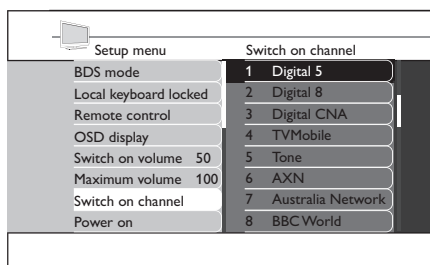 Setup menu
Switch on channel
BDS mode
Local keyboard locked
Remote control
OSD display
Switch on volume 50
Maximum volume 100
Switch on channel
Power on
1 Digital 5
2 Digital 8
3 Digital CNA
4 TVMobile
5 Tone
6 AXN
7 Australia Network
8 BBC World